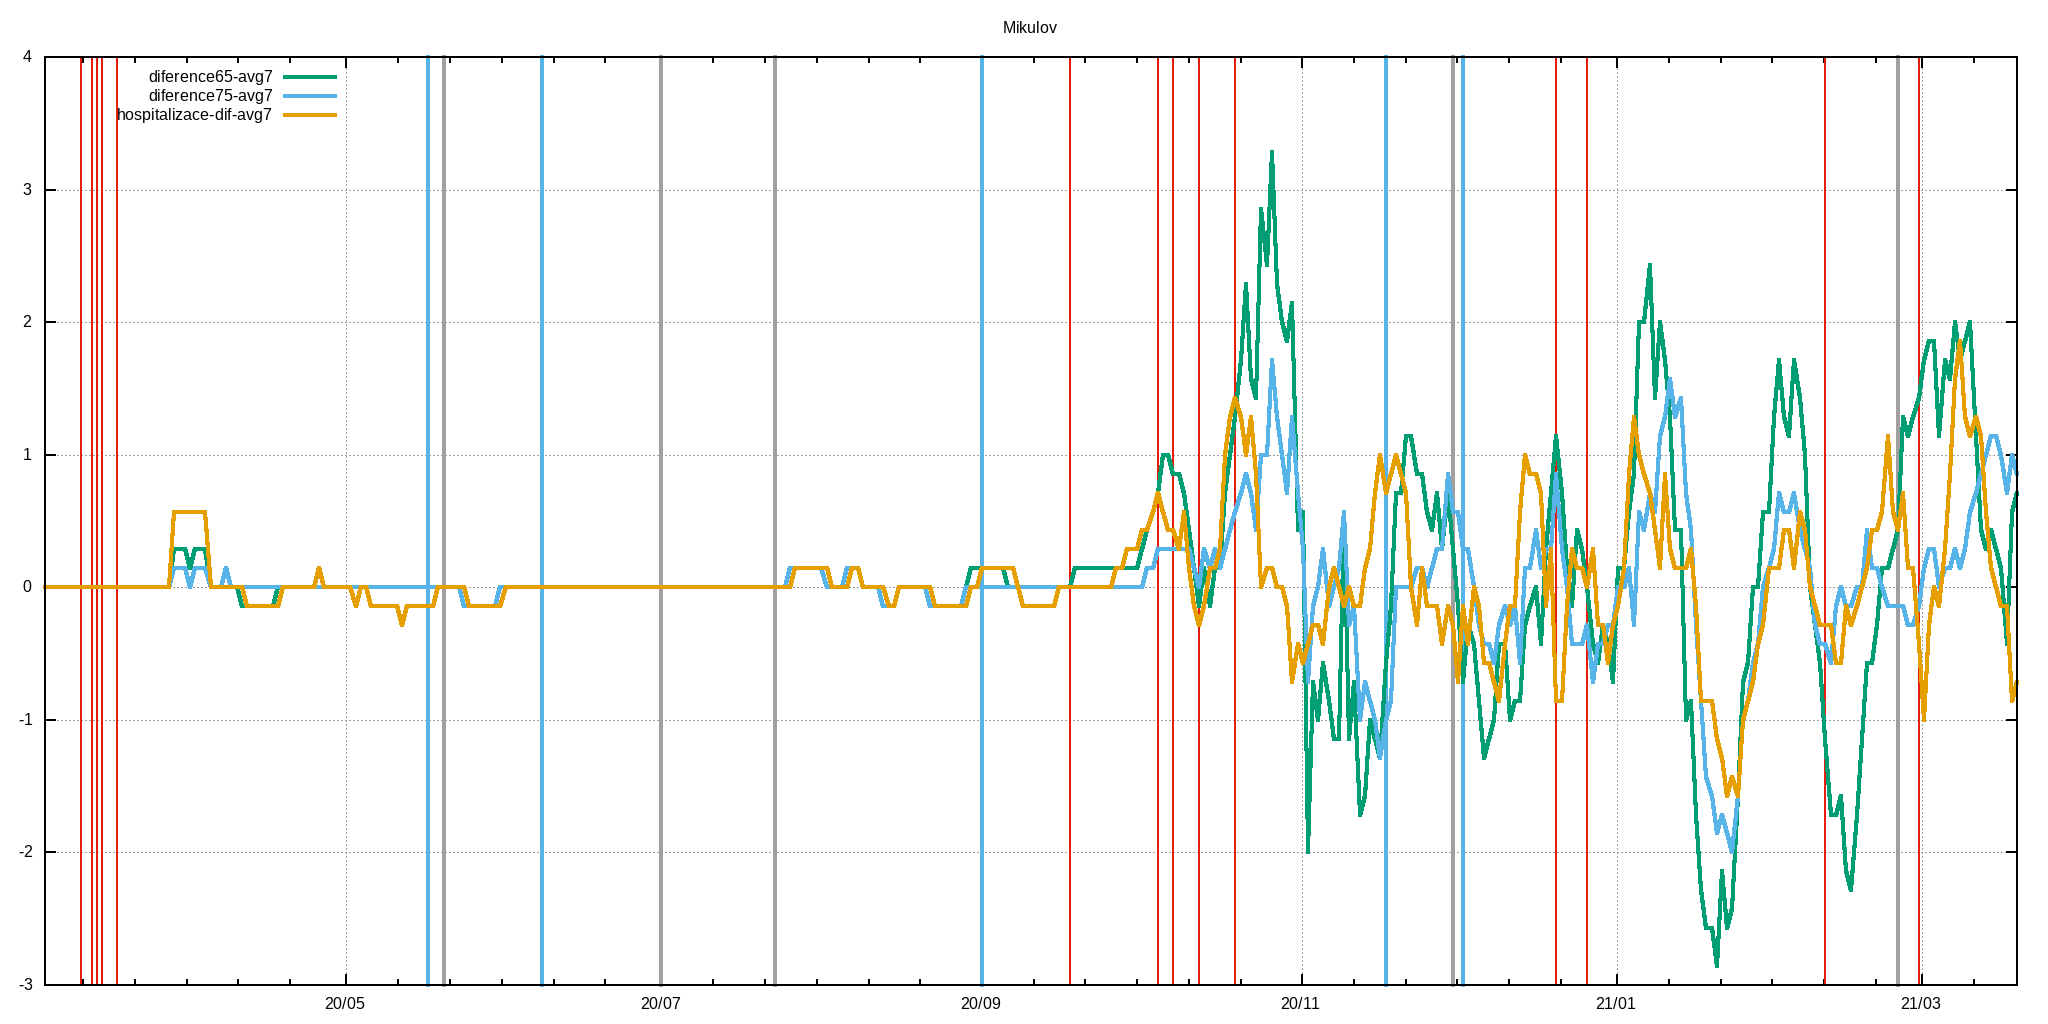 Mikulov
diference65-avg7
diference75-avg7
hospitalizace-dif-avg7
4
3
2
1
0
-1
-2
-3
20/05 20/07 20/09 20/11 21/01 21/03